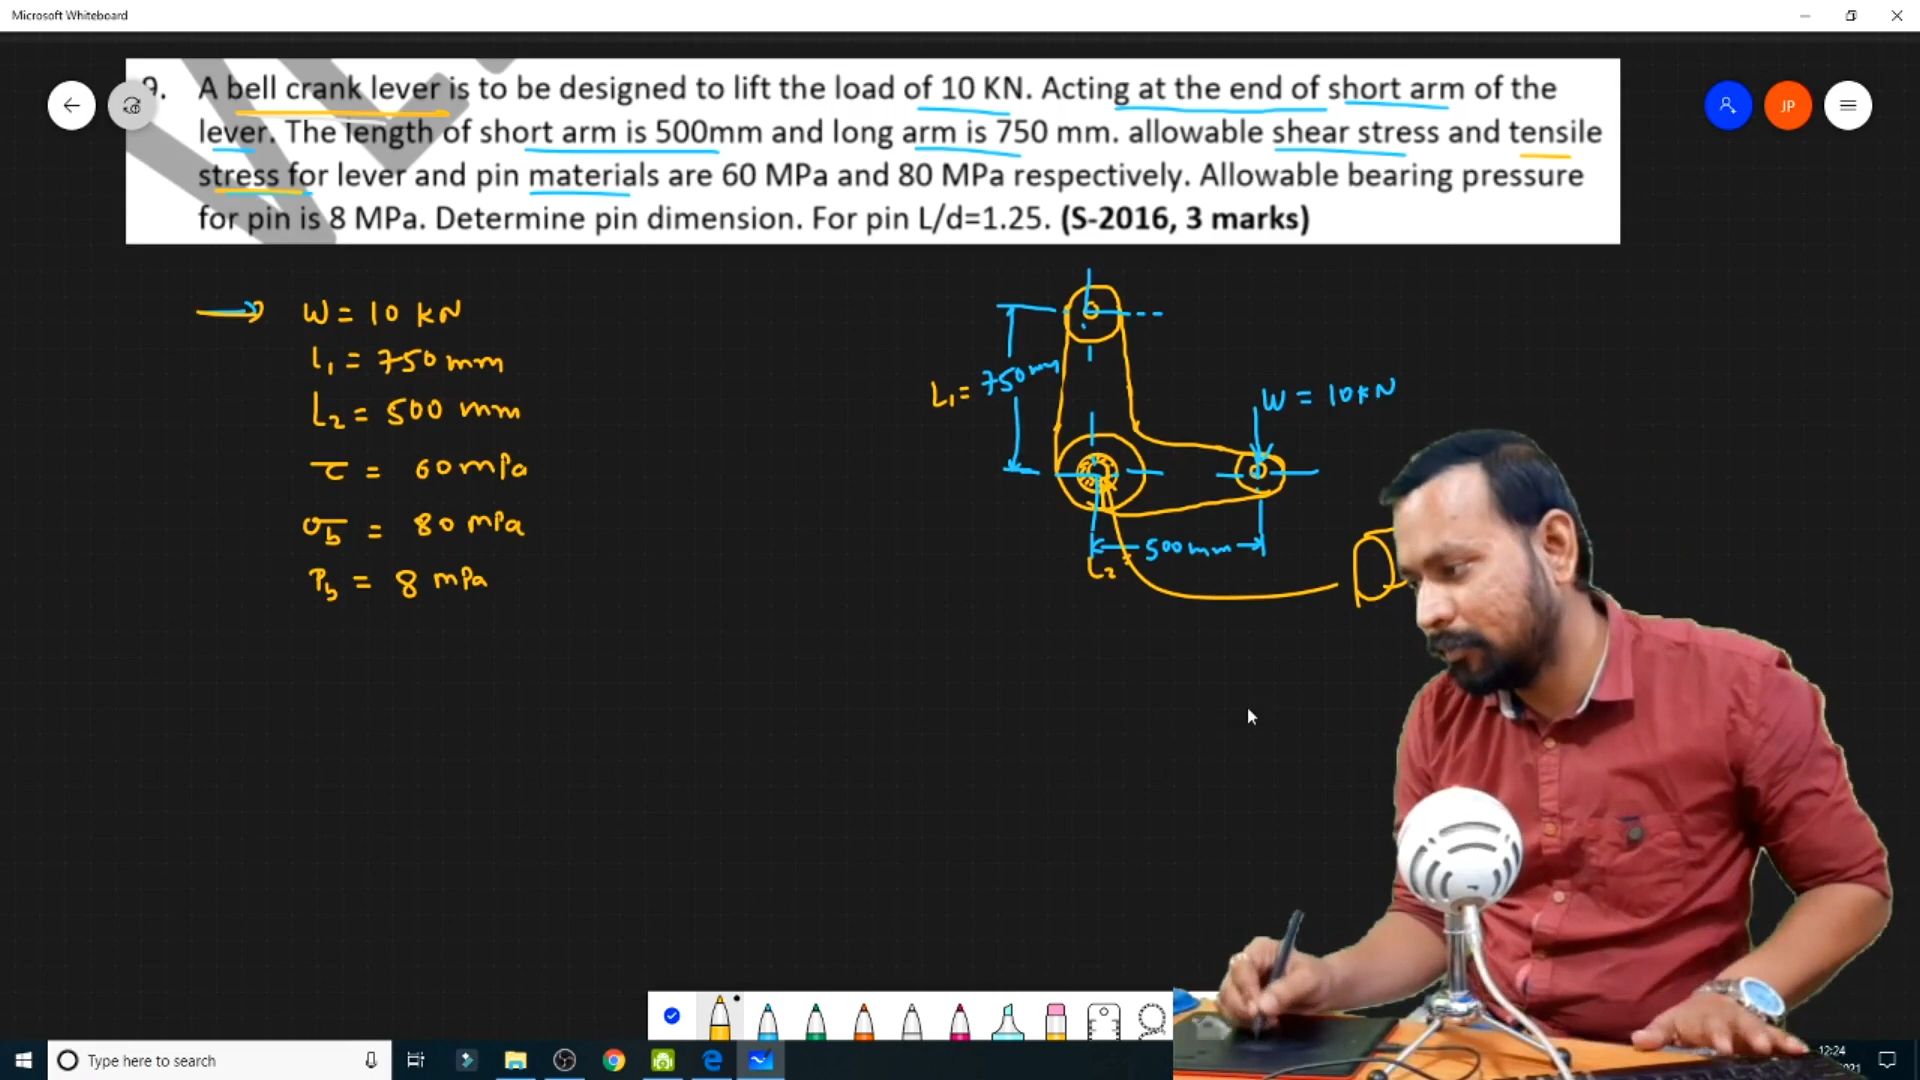 Microsoft Whiteboard
9. A bell crank lever is to be designed to lift the load of 10 KN. Acting at the end of short arm of the
lever. The length of short arm is 500mm and long arm is 750 mm. allowable shear stress and tensile
stress for lever and pin materials are 60 MPa and 80 MPa respectively. Allowable bearing pressure
for pin is 8 MPa. Determine pin dimension. For pin L/d=1.25. (S-2016, 3 marks)
JP
W = 10 kN
l₁ = 750 mm
L₂ = 500 mm
τ = 60 mpa
σb = 80 mpa
Pb = 8 mPa
L₁ = 750 mm
W = 10 kN
500 mm
L₂
Type here to search
12:24